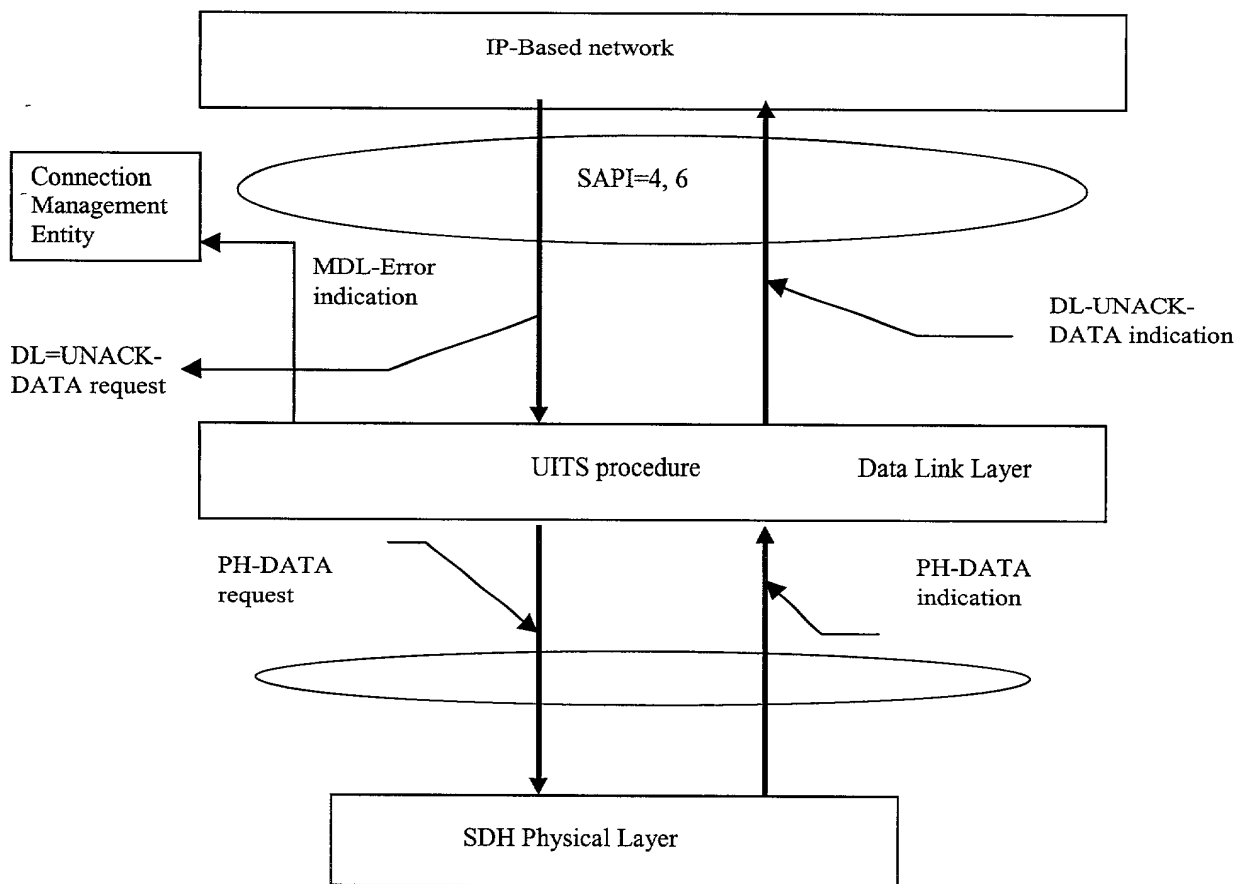 IP-Based network
SAPI=4, 6
Connection
Management
Entity
MDL-Error
indication
DL-UNACK-
DATA indication
DL=UNACK-
DATA request
UITS procedure
Data Link Layer
PH-DATA
request
PH-DATA
indication
SDH Physical Layer